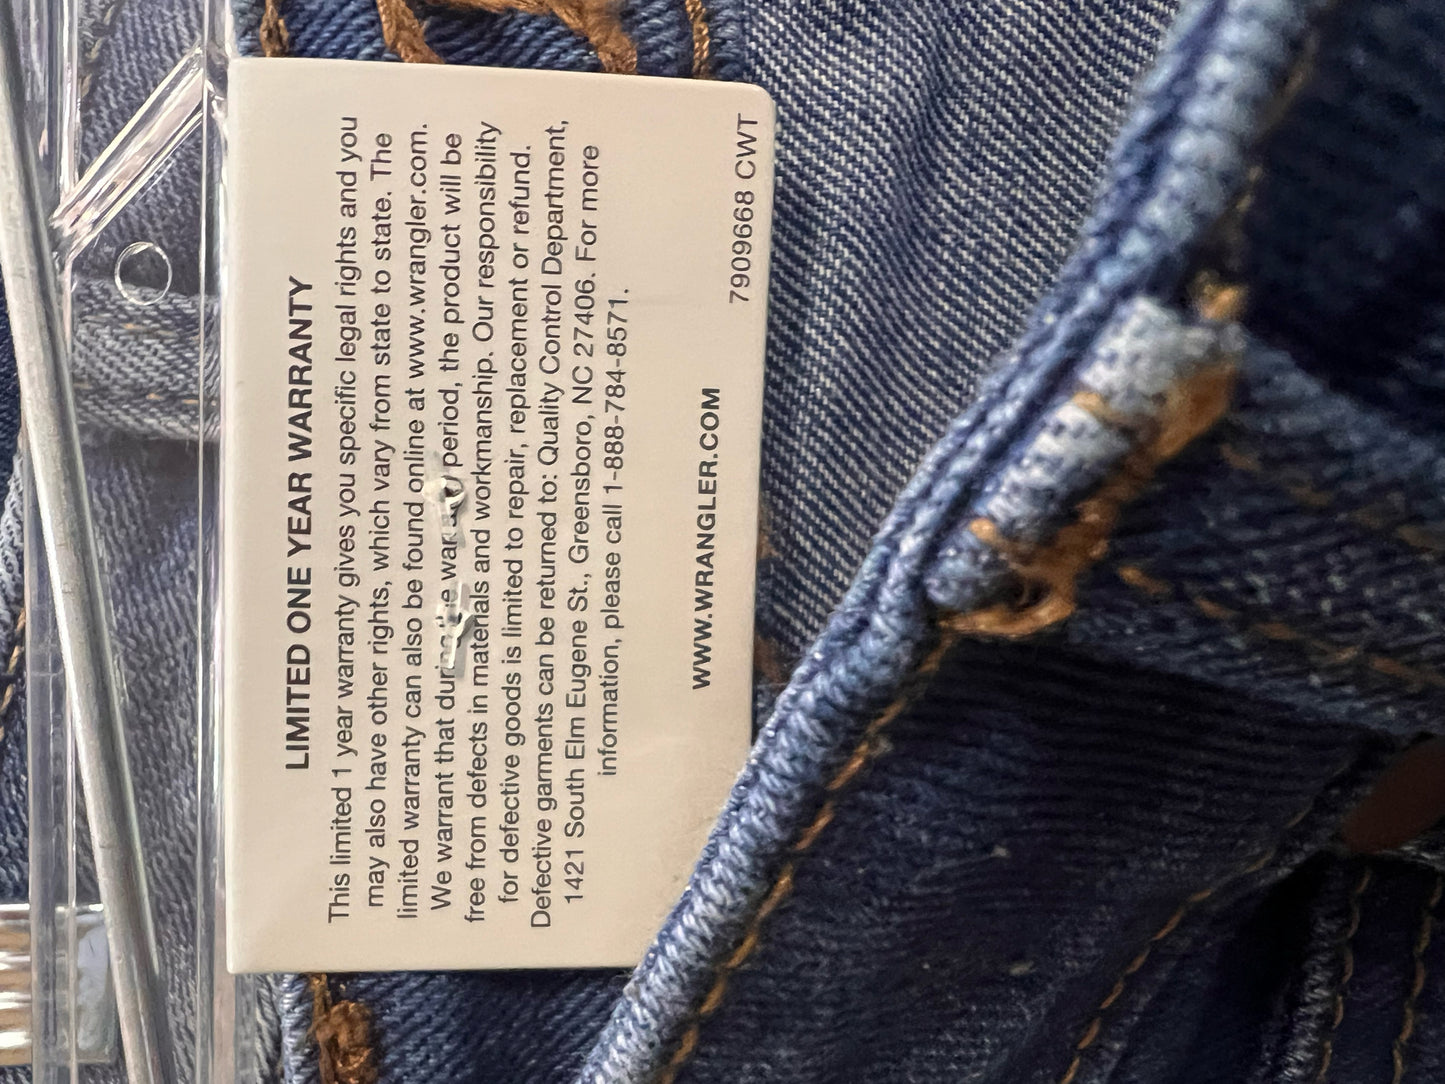 LIMITED ONE YEAR WARRANTY
This limited 1 year warranty gives you specific legal rights and you
may also have other rights, which vary from state to state. The
limited warranty can also be found online at www.wrangler.com.
We warrant that during the war period, the product will be
free from defects in materials and workmanship. Our responsibility
for defective goods is limited to repair, replacement or refund.
Defective garments can be returned to: Quality Control Department,
1421 South Elm Eugene St., Greensboro, NC 27406. For more
information, please call 1-888-784-8571.
WWW.WRANGLER.COM
7909668 CWT